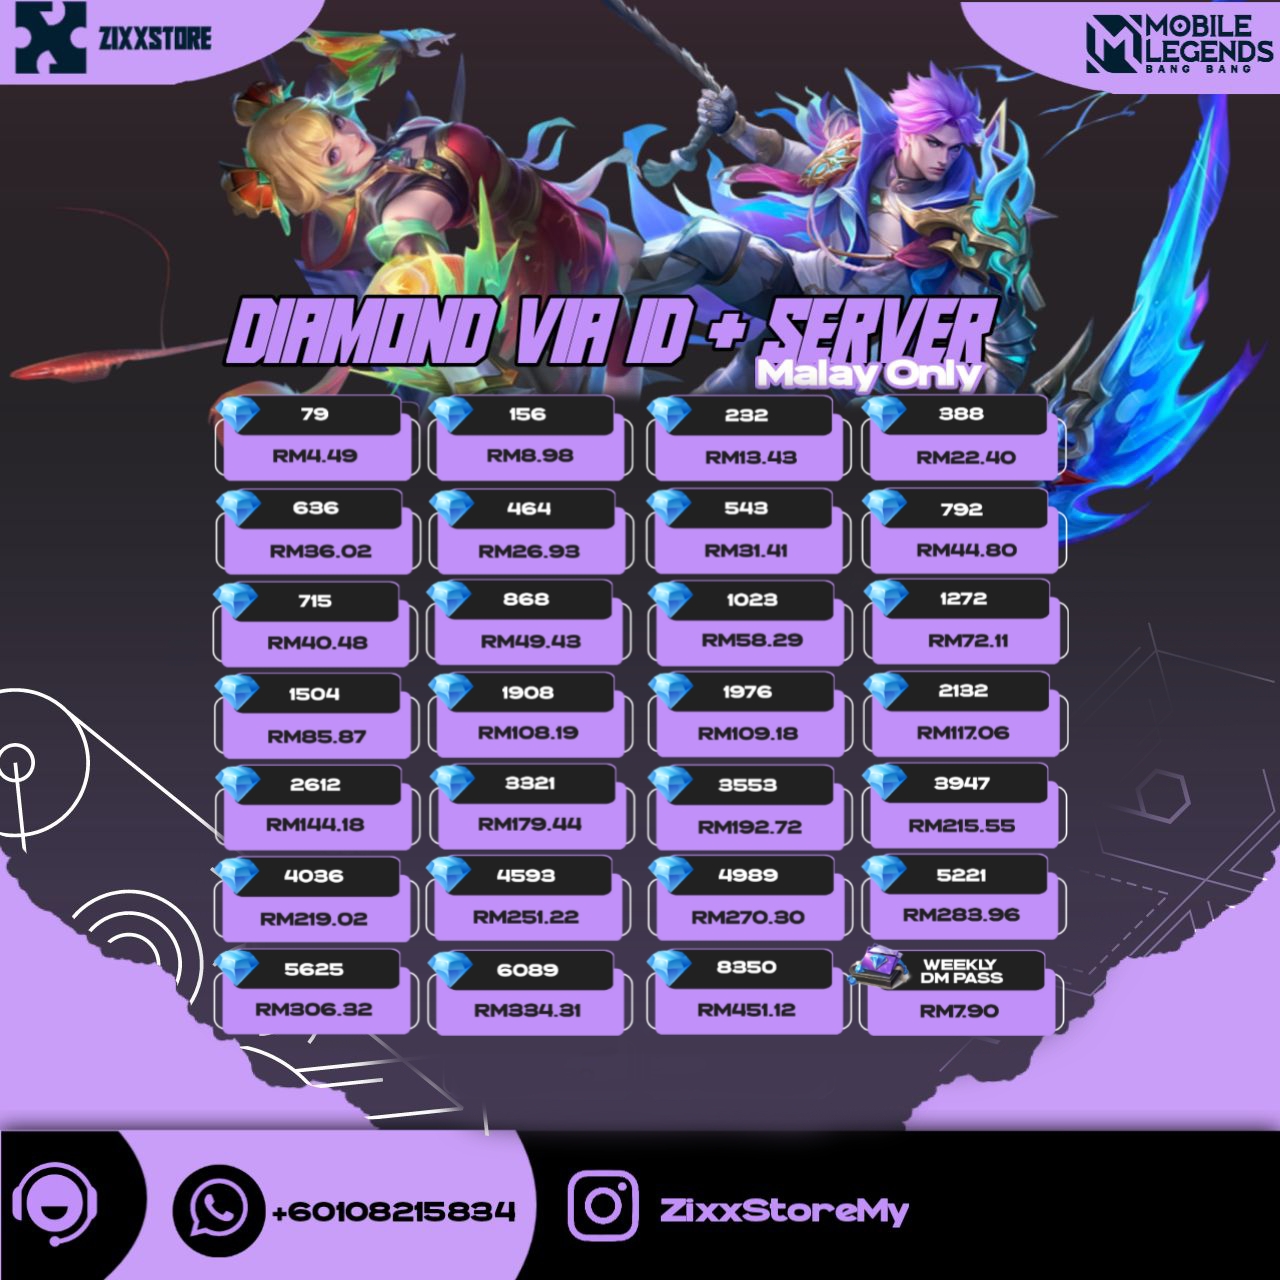 ZIXXSTORE
MOBILE
LEGENDS
BANG BANG
DIAMOND VIA ID + SERVER
Malay Only
79
156
232
388
RM4.49
RM8.98
RM13.43
RM22.40
636
464
543
792
RM36.02
RM26.93
RM31.41
RM44.80
715
868
1023
1272
RM40.48
RM49.43
RM58.29
RM72.11
1504
1908
1976
2132
RM85.87
RM108.19
RM109.18
RM117.06
2612
3321
3553
3947
RM144.18
RM179.44
RM192.72
RM215.55
4036
4593
4989
5221
RM219.02
RM251.22
RM270.30
RM283.96
5625
6089
8350
WEEKLY
DM PASS
RM306.32
RM334.31
RM451.12
RM7.90
+60108215834
ZixxStoreMy